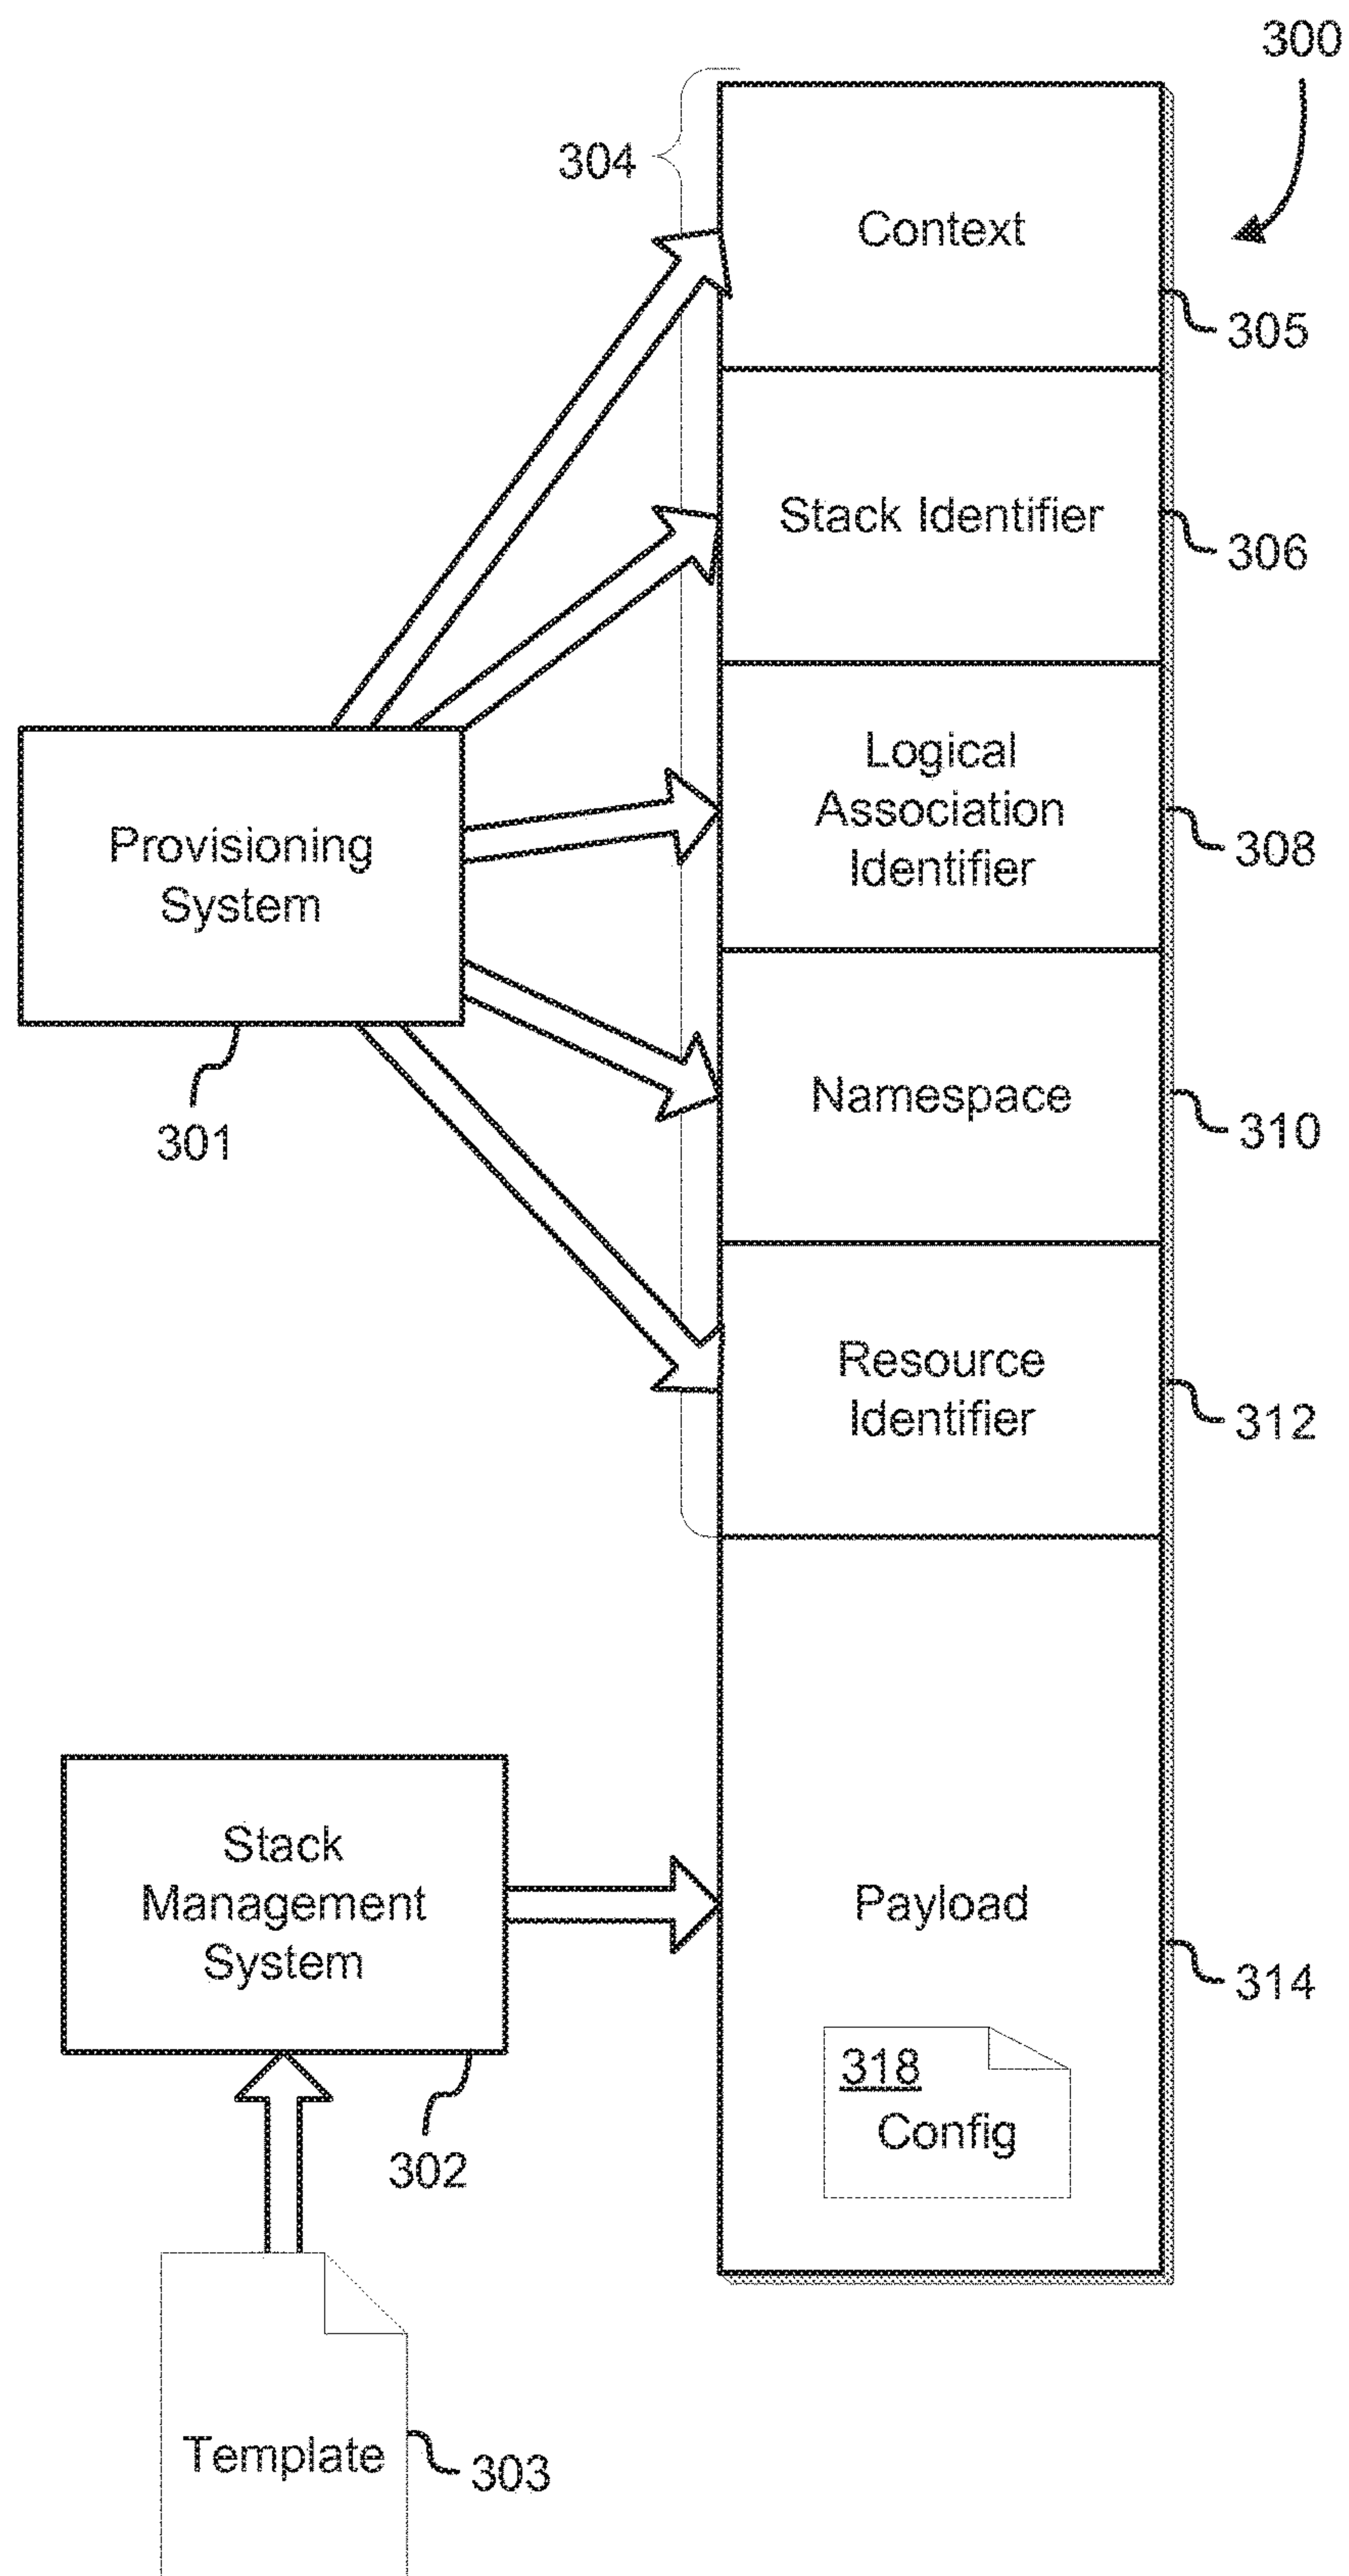 300
304
Context
305
Stack Identifier
306
Logical
Association
Identifier
308
Provisioning
System
301
Namespace
310
Resource
Identifier
312
Stack
Management
System
302
Payload
314
318
Config
Template
303